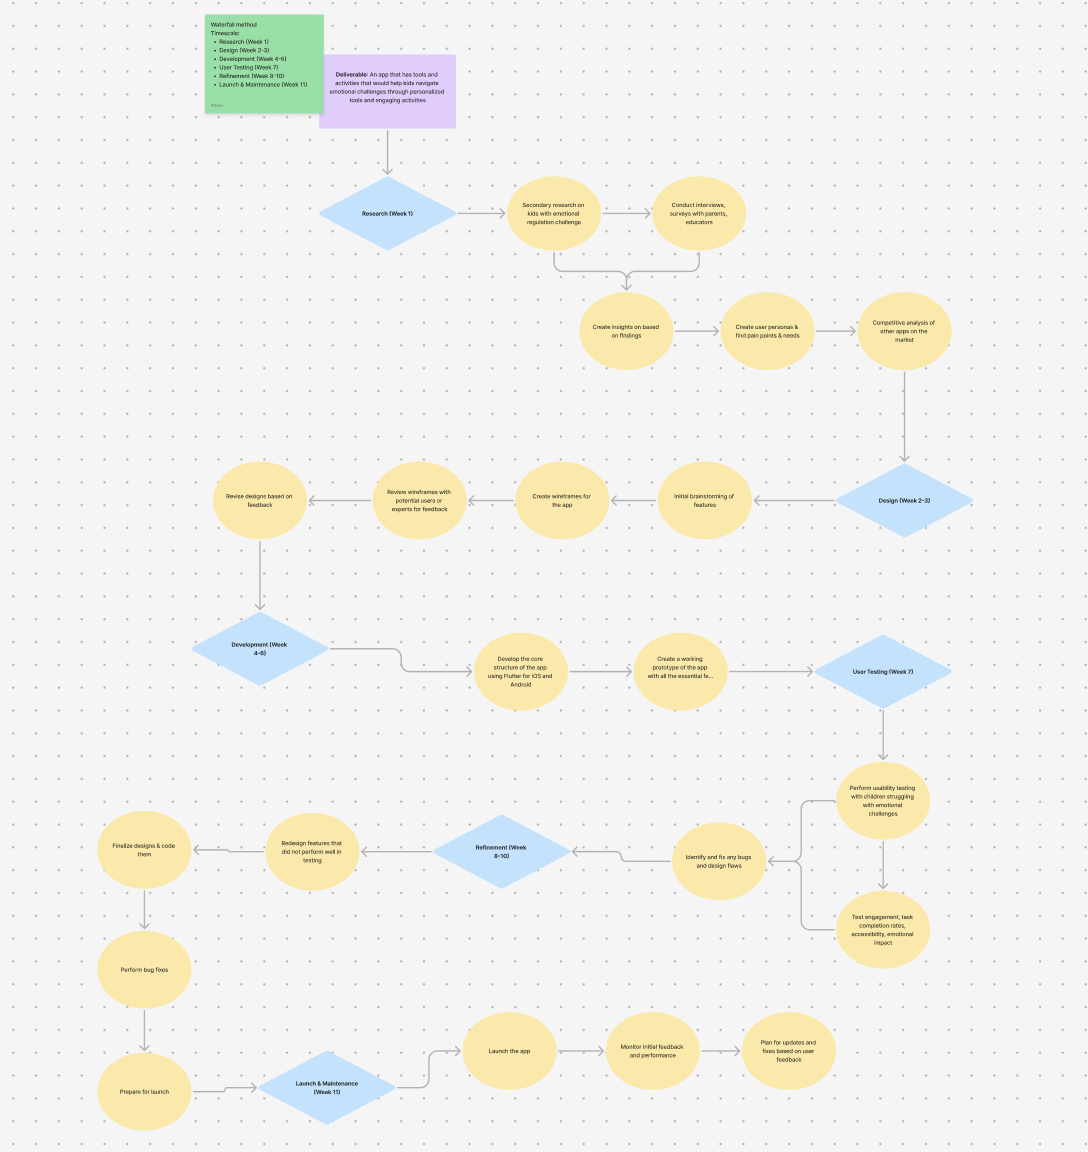 Waterfall method
Timescale:
• Research (Week 1)
• Design (Week 2-3)
• Development (Week 4-6)
• User Testing (Week 7)
• Refinement (Week 8-10)
• Launch & Maintenance (Week 11)
Deliverable: An app that has tools and
activities that would help kids navigate
emotional challenges through personalized
tools and engaging activities
Research (Week 1)
Secondary research on
kids with emotional
regulation challenge
Conduct interviews,
surveys with parents,
educators
Create insights on based
on findings
Create user personas &
find pain points & needs
Competitive analysis of
other apps on the
market
Design (Week 2-3)
Initial brainstorming of
features
Create wireframes for
the app
Review wireframes with
potential users or
experts for feedback
Revise designs based on
feedback
Development (Week
4-6)
Develop the core
structure of the app
using Flutter for iOS and
Android
Create a working
prototype of the app
with all the essential fe...
User Testing (Week 7)
Perform usability testing
with children struggling
with emotional
challenges
Test engagement, task
completion rates,
accessibility, emotional
impact
Identify and fix any bugs
and design flaws
Refinement (Week
8-10)
Redesign features that
did not perform well in
testing
Finalize designs & code
them
Perform bug fixes
Prepare for launch
Launch & Maintenance
(Week 11)
Launch the app
Monitor initial feedback
and performance
Plan for updates and
fixes based on user
feedback